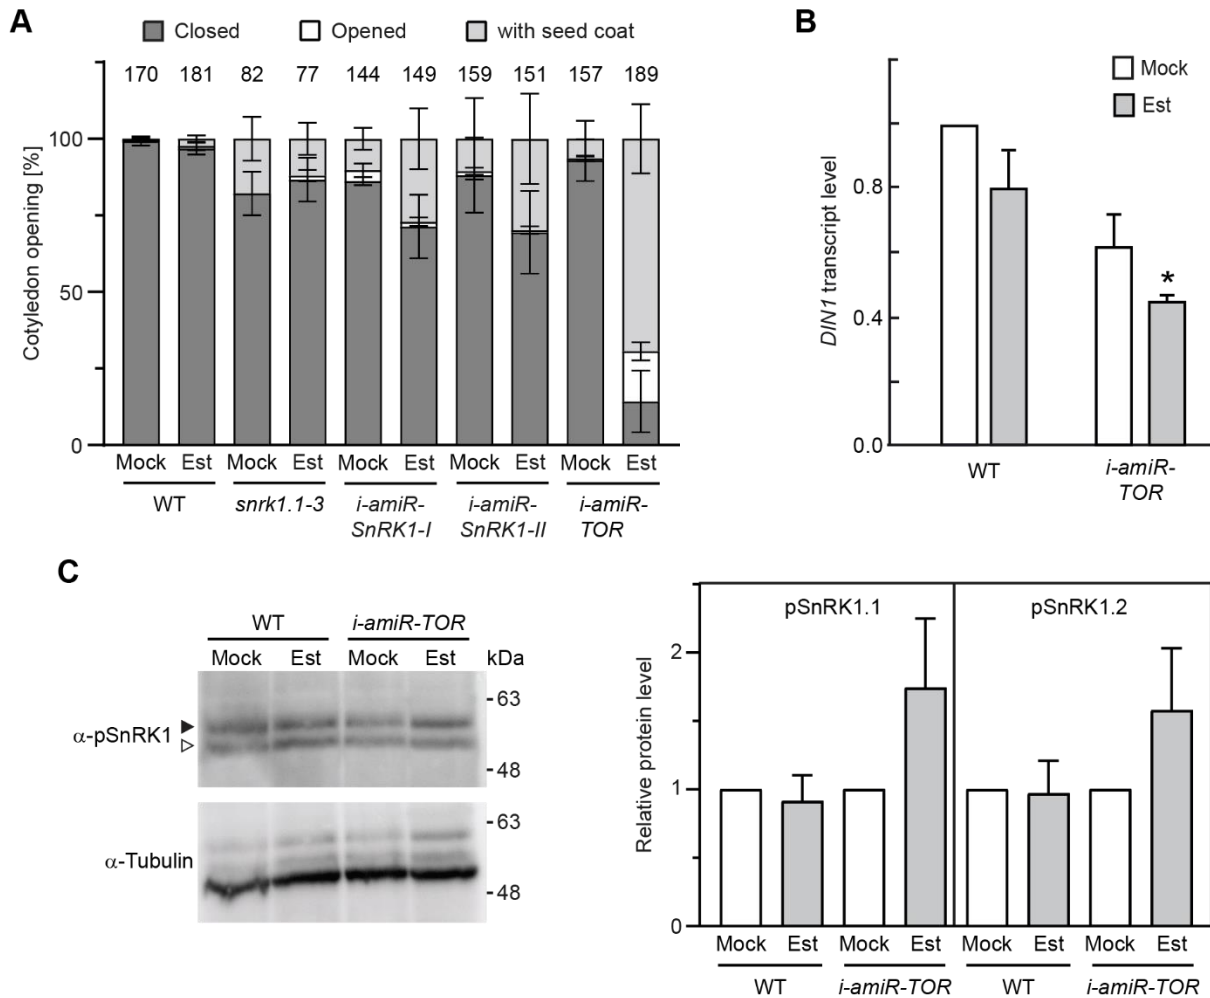 A
Closed Opened with seed coat
170 181 82 77 144 149 159 151 157 189
Cotyledon opening [%]
100
50
0
Mock Est Mock Est Mock Est Mock Est Mock Est
WT snrk1.1-3 i-amiR- i-amiR- i-amiR-
SnRK1-I SnRK1-II TOR
B
Mock
Est
DIN1 transcript level
0.8
0.4
0.0
WT i-amiR-
TOR
*
C
WT i-amiR-TOR
Mock Est Mock Est kDa
α-pSnRK1
-63
-48
α-Tubulin
-63
-48
pSnRK1.1 pSnRK1.2
Relative protein level
2
1
0
Mock Est Mock Est Mock Est Mock Est
WT i-amiR-TOR WT i-amiR-TOR